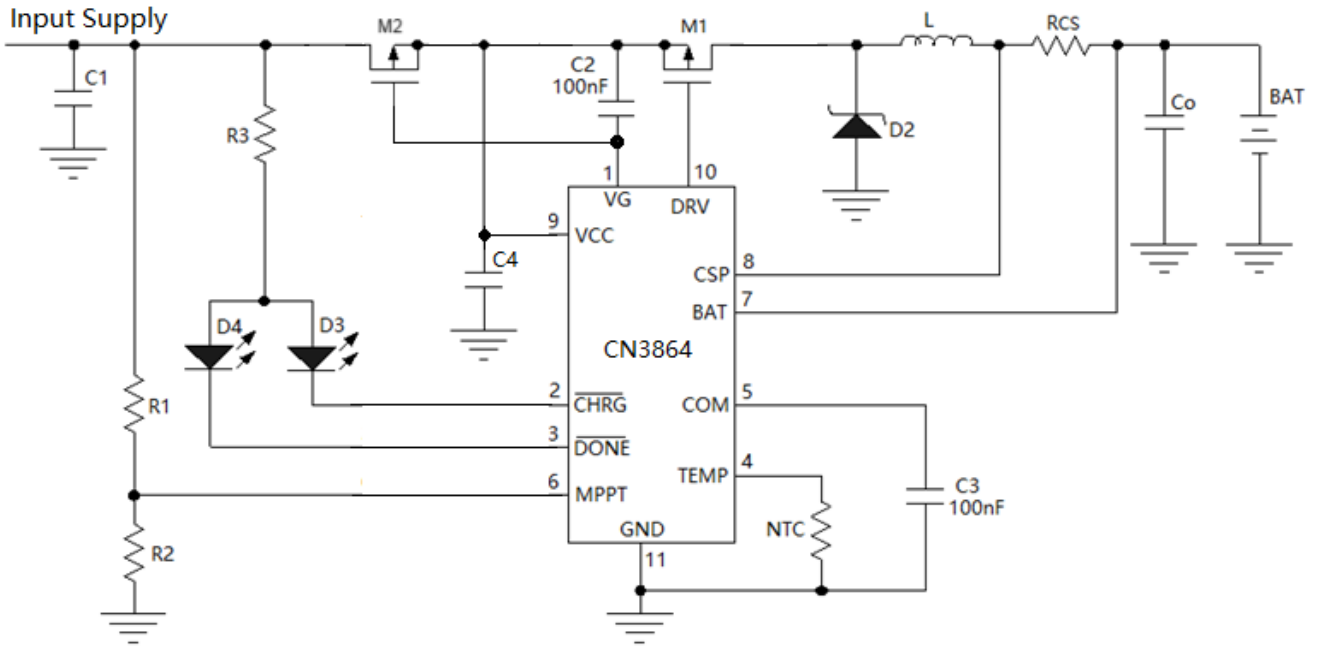 Input Supply
M2
M1
L
RCS
C1
C2
100nF
Co
BAT
R3
D2
1
10
VG
DRV
9
VCC
C4
8
CSP
7
BAT
D4
D3
CN3864
2
CHRG
5
COM
R1
3
DONE
4
TEMP
6
MPPT
C3
100nF
NTC
GND
R2
11